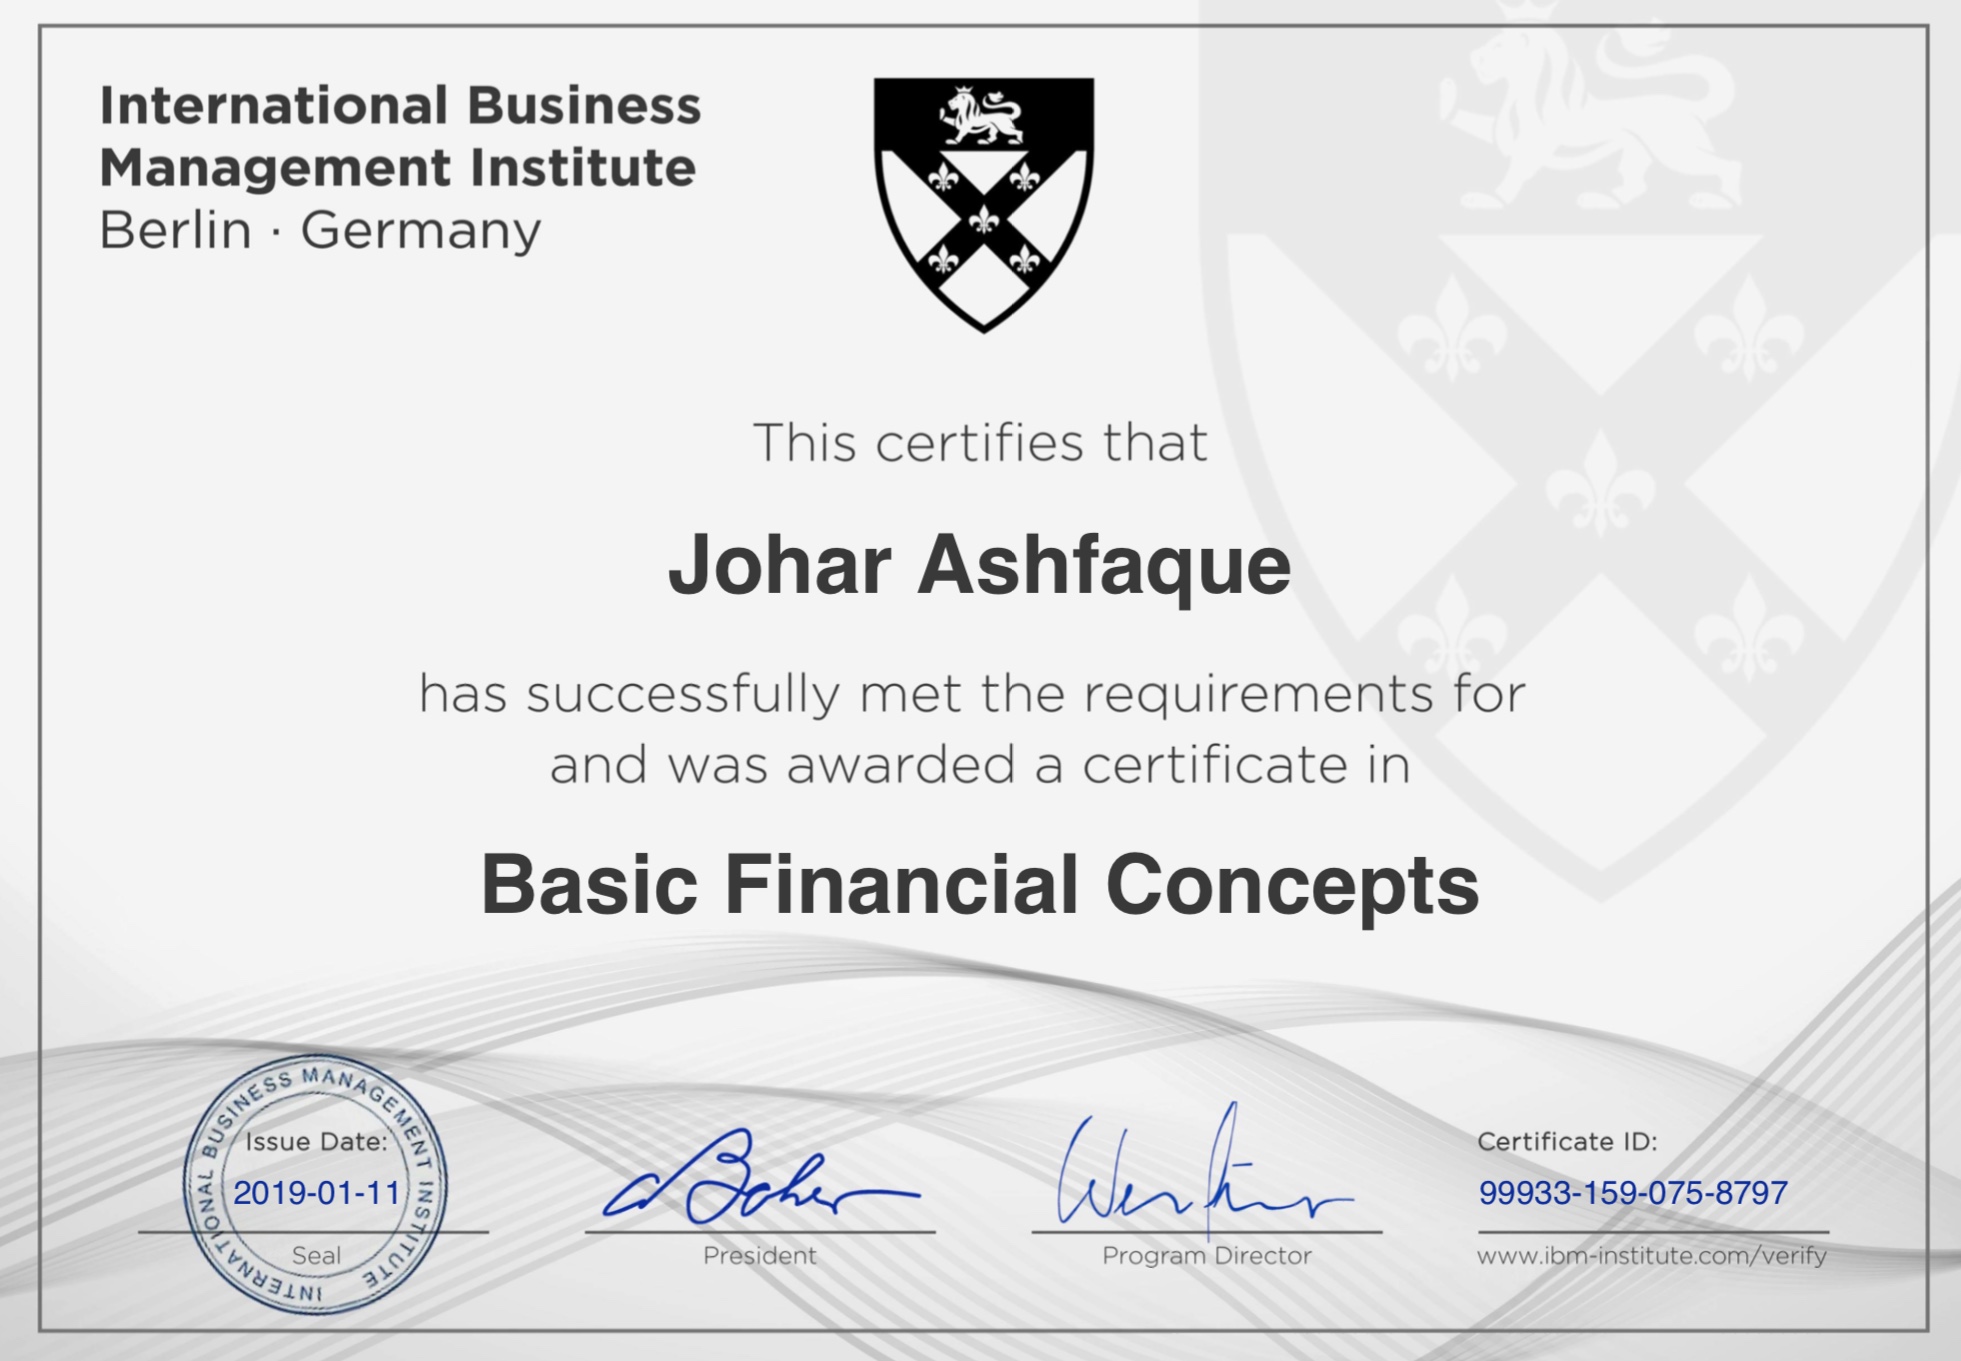 International Business
Management Institute
Berlin · Germany
This certifies that
Johar Ashfaque
has successfully met the requirements for
and was awarded a certificate in
Basic Financial Concepts
INTERNATIONAL BUSINESS MANAGEMENT INSTITUTE
Issue Date:
2019-01-11
Seal
President
Program Director
Certificate ID:
99933-159-075-8797
www.ibm-institute.com/verify